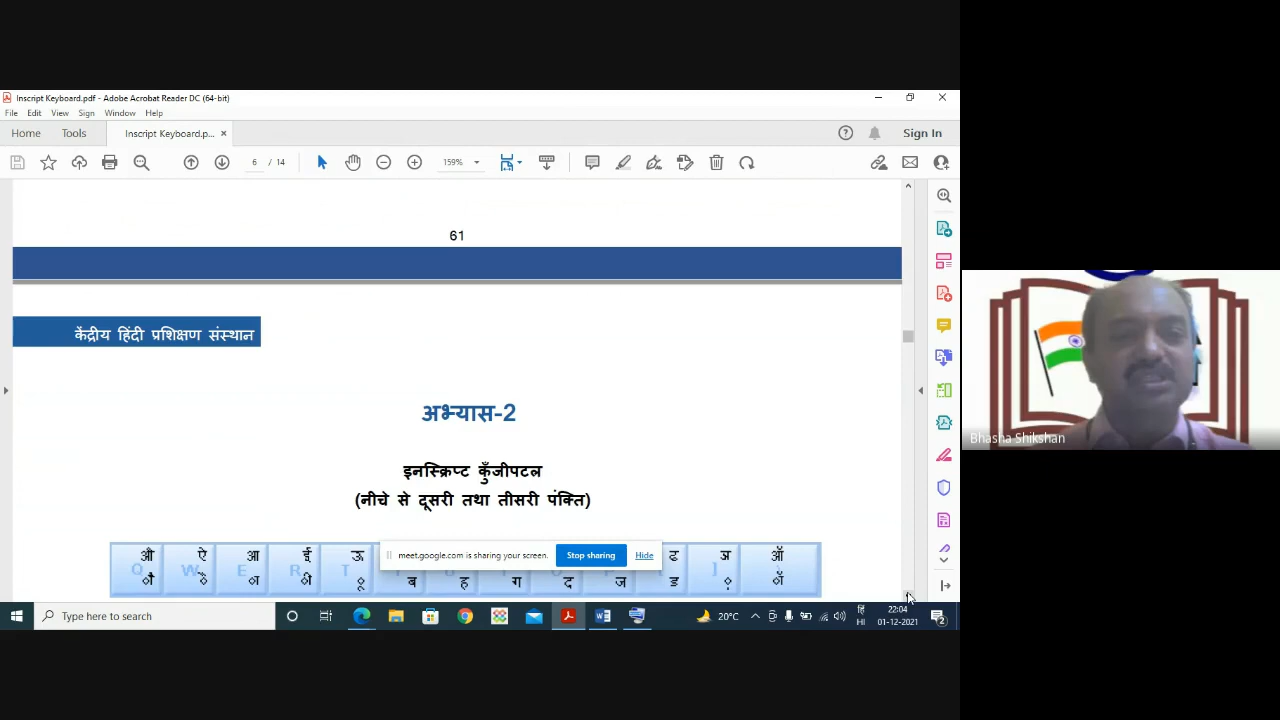 Inscript Keyboard.pdf - Adobe Acrobat Reader DC (64-bit)
File Edit View Sign Window Help
Home Tools Inscript Keyboard.p... × Sign In
6 / 14 159%
61
केंद्रीय हिंदी प्रशिक्षण संस्थान
अभ्यास-2
इनस्क्रिप्ट कुँजीपटल
(नीचे से दूसरी तथा तीसरी पंक्ति)
औ ऐ आ ई ऊ ढ ञ ऑ
meet.google.com is sharing your screen. Stop sharing Hide
Q W E R T ]
ौ ै ा ी ू ब ह ग द ज ड ़ ॉ
Bhasha Shikshan
Type here to search
20°C
हि 22:04
HI 01-12-2021
2